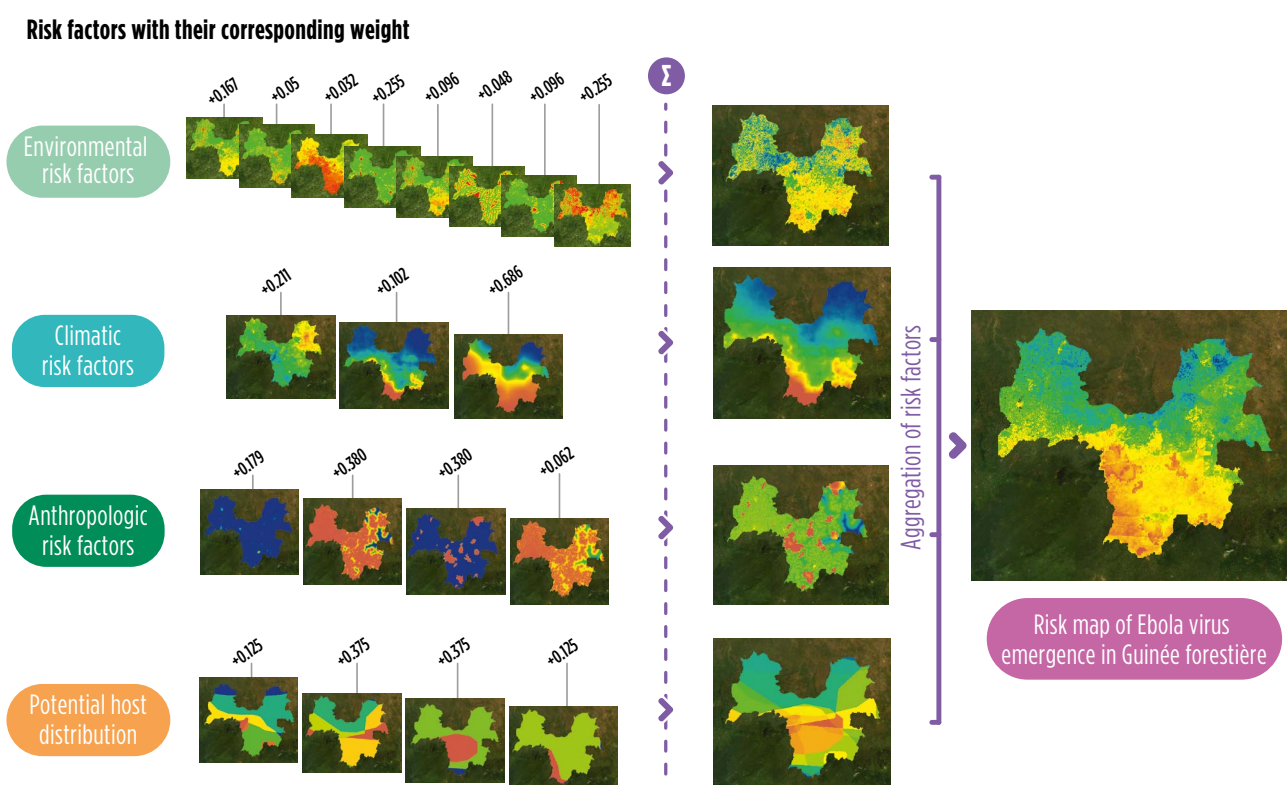 Risk factors with their corresponding weight
Σ
+0.167
+0.05
+0.032
+0.255
+0.096
+0.048
+0.096
+0.255
Environmental
risk factors
+0.211
+0.102
+0.686
Climatic
risk factors
+0.179
+0.380
+0.380
+0.062
Anthropologic
risk factors
+0.125
+0.375
+0.375
+0.125
Potential host
distribution
Aggregation of risk factors
Risk map of Ebola virus
emergence in Guinée forestière